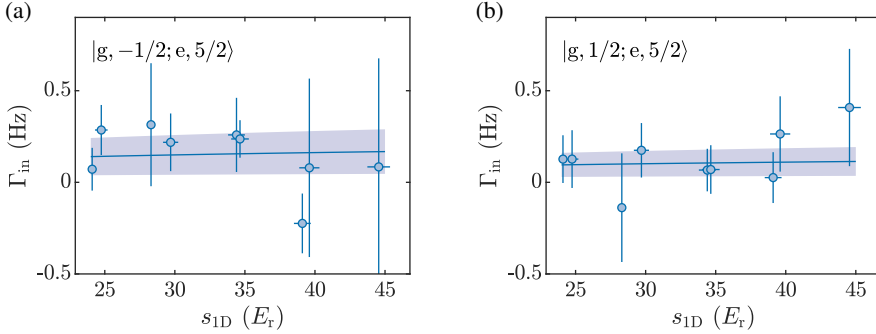 (a)
|g, −1/2; e, 5/2⟩
Γin (Hz)
0.5
0
-0.5
25 30 35 40 45
s1D (Er)
(b)
|g, 1/2; e, 5/2⟩
Γin (Hz)
0.5
0
-0.5
25 30 35 40 45
s1D (Er)